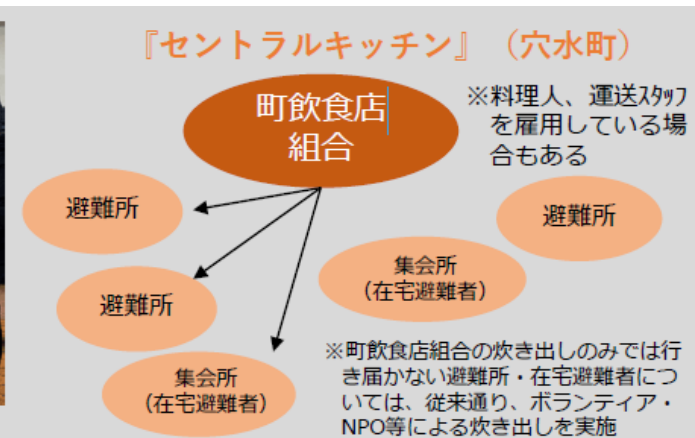 『セントラルキッチン』（穴水町）
町飲食店
組合
※料理人、運送スタッフ
を雇用している場
合もある
避難所
避難所
集会所
（在宅避難者）
避難所
集会所
（在宅避難者）
※町飲食店組合の炊き出しのみでは行
き届かない避難所・在宅避難者につ
いては、従来通り、ボランティア・
NPO等による炊き出しを実施